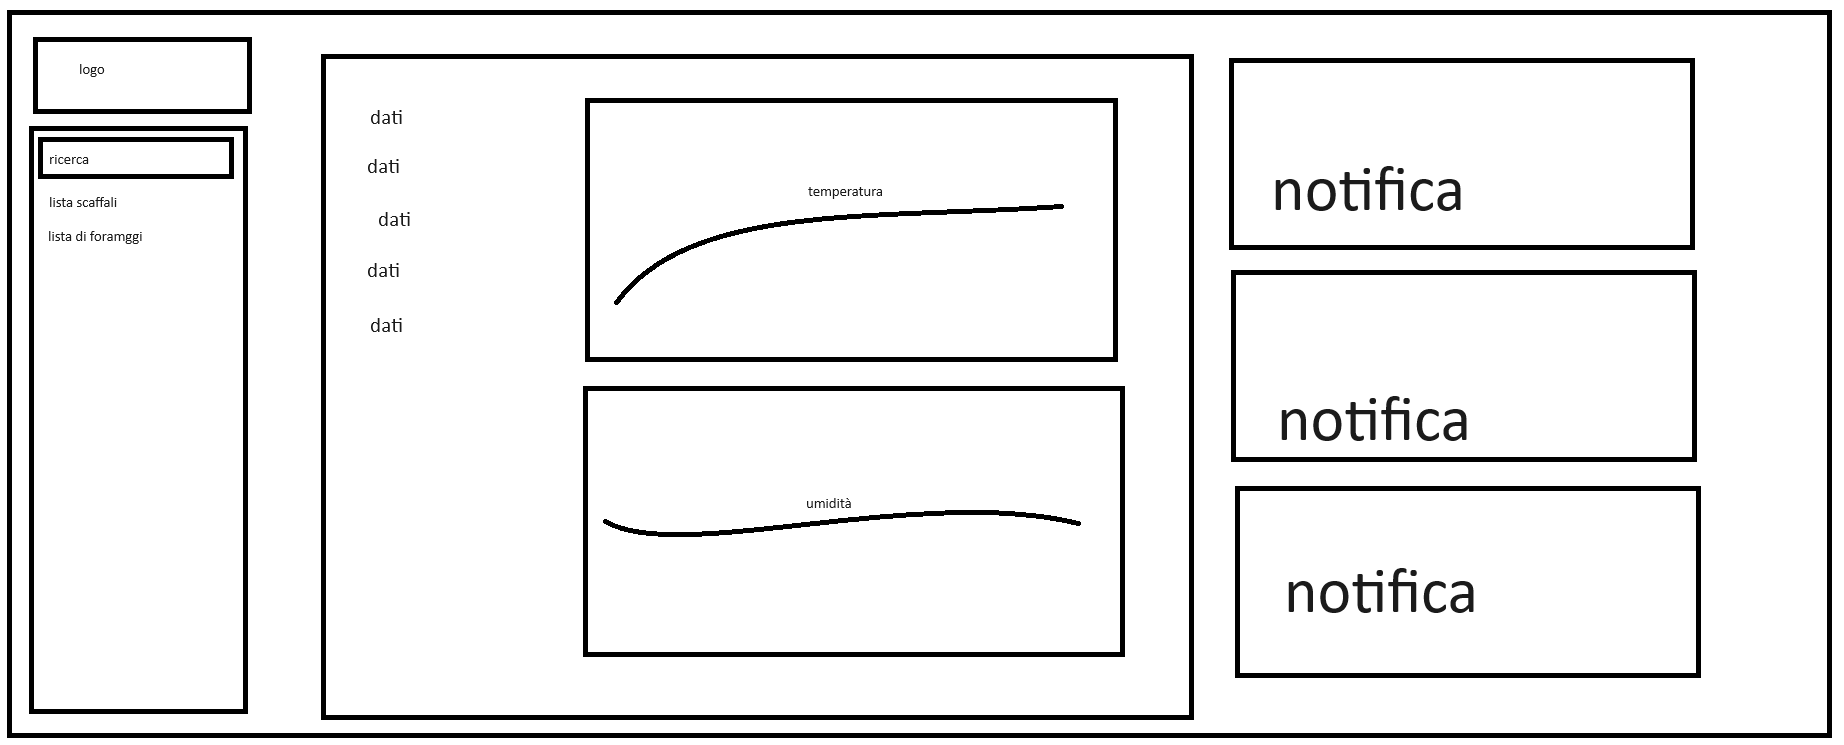 logo
ricerca
lista scaffali
lista di foramggi
dati
dati
dati
dati
dati
temperatura
umidità
notifica
notifica
notifica